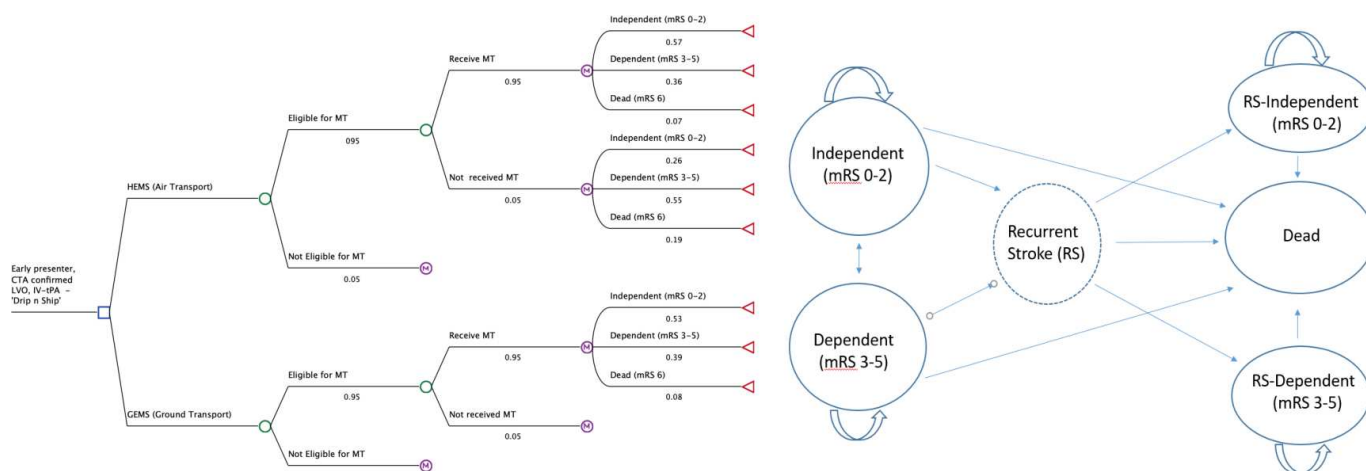 Independent (mRS 0-2)
0.57
Receive MT
Dependent (mRS 3-5)
0.95
0.36
Dead (mRS 6)
0.07
Eligible for MT
095
Independent (mRS 0-2)
0.26
Not received MT
Dependent (mRS 3-5)
0.05
0.55
Dead (mRS 6)
0.19
HEMS (Air Transport)
Not Eligible for MT
0.05
Early presenter,
CTA confirmed
LVO, IV-tPA -
'Drip n Ship'
Independent (mRS 0-2)
0.53
Receive MT
Dependent (mRS 3-5)
0.95
0.39
Dead (mRS 6)
0.08
Eligible for MT
0.95
Not received MT
0.05
GEMS (Ground Transport)
Not Eligible for MT
M
M
M
M
M
M
Independent
(mRS 0-2)
Dependent
(mRS 3-5)
Recurrent
Stroke (RS)
RS-Independent
(mRS 0-2)
Dead
RS-Dependent
(mRS 3-5)